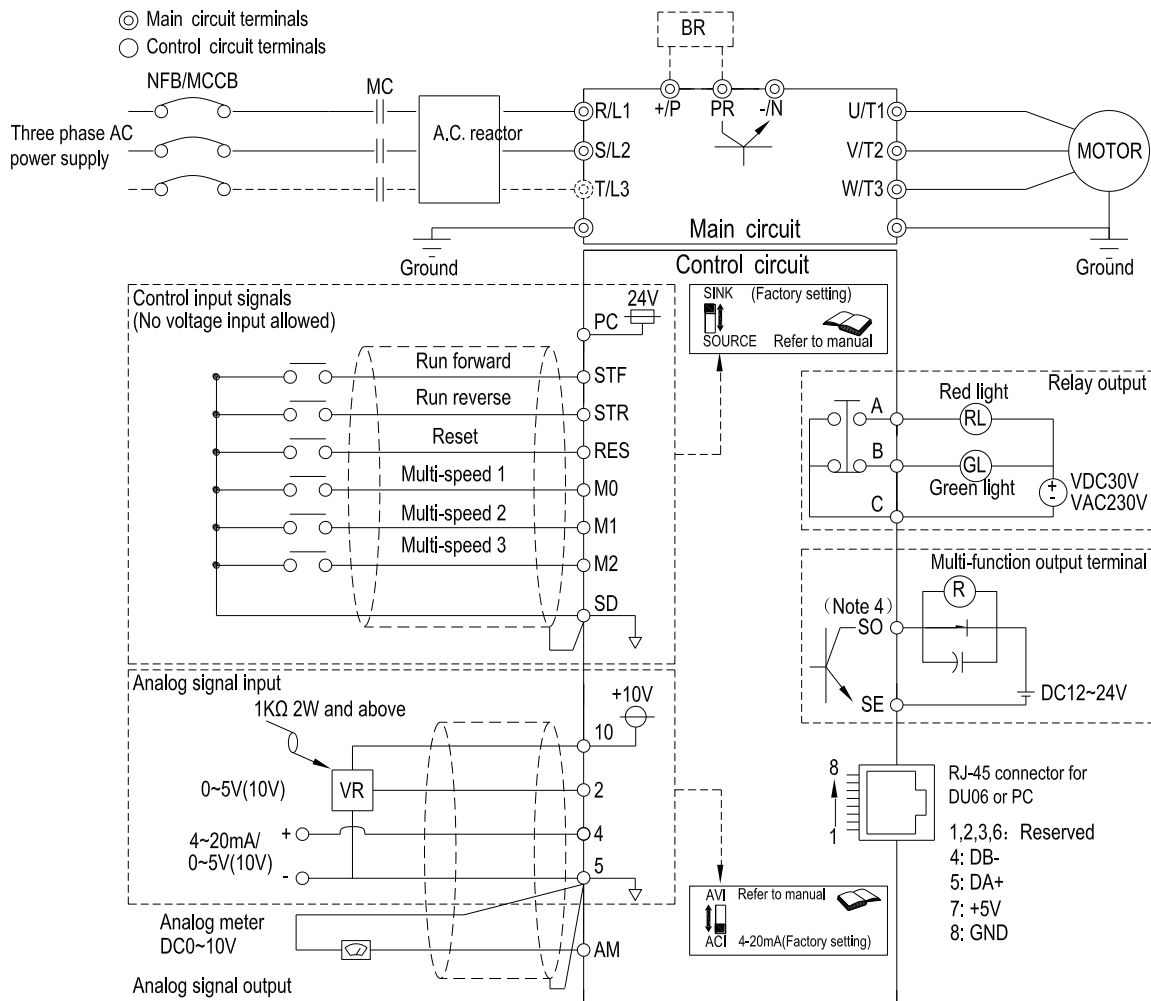 Main circuit terminals
Control circuit terminals
NFB/MCCB
MC
BR
Three phase AC
power supply
A.C. reactor
R/L1
S/L2
T/L3
+/P
PR
-/N
U/T1
V/T2
W/T3
MOTOR
Ground
Main circuit
Ground
Control circuit
Control input signals
(No voltage input allowed)
24V
PC
SINK (Factory setting)
SOURCE Refer to manual
Run forward
STF
Run reverse
STR
Reset
RES
Multi-speed 1
M0
Multi-speed 2
M1
Multi-speed 3
M2
SD
Relay output
Red light
A
RL
B
GL
Green light
C
+
-
VDC30V
VAC230V
Multi-function output terminal
R
(Note 4)
SO
SE
DC12~24V
Analog signal input
1KΩ 2W and above
+10V
10
0~5V(10V)
VR
2
4~20mA/
0~5V(10V)
+
-
4
5
Analog meter
DC0~10V
AM
Analog signal output
AVI Refer to manual
ACI 4-20mA(Factory setting)
8
1
RJ-45 connector for
DU06 or PC
1,2,3,6: Reserved
4: DB-
5: DA+
7: +5V
8: GND